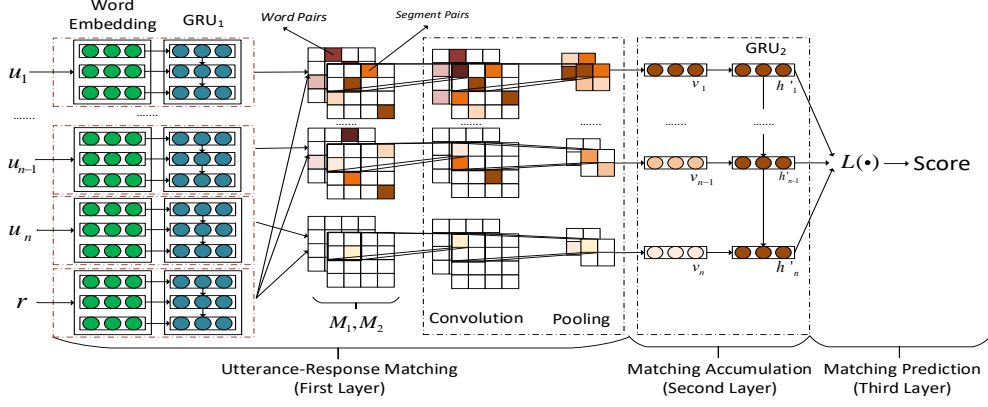 Word Embedding
GRU₁
Word Pairs
Segment Pairs
GRU₂
u₁
v₁
h'₁
.......
.......
.......
.......
.......
.......
.......
uₙ₋₁
vₙ₋₁
h'ₙ₋₁
L(•)
Score
uₙ
vₙ
h'ₙ
r
M₁, M₂
Convolution
Pooling
Utterance-Response Matching
(First Layer)
Matching Accumulation
(Second Layer)
Matching Prediction
(Third Layer)